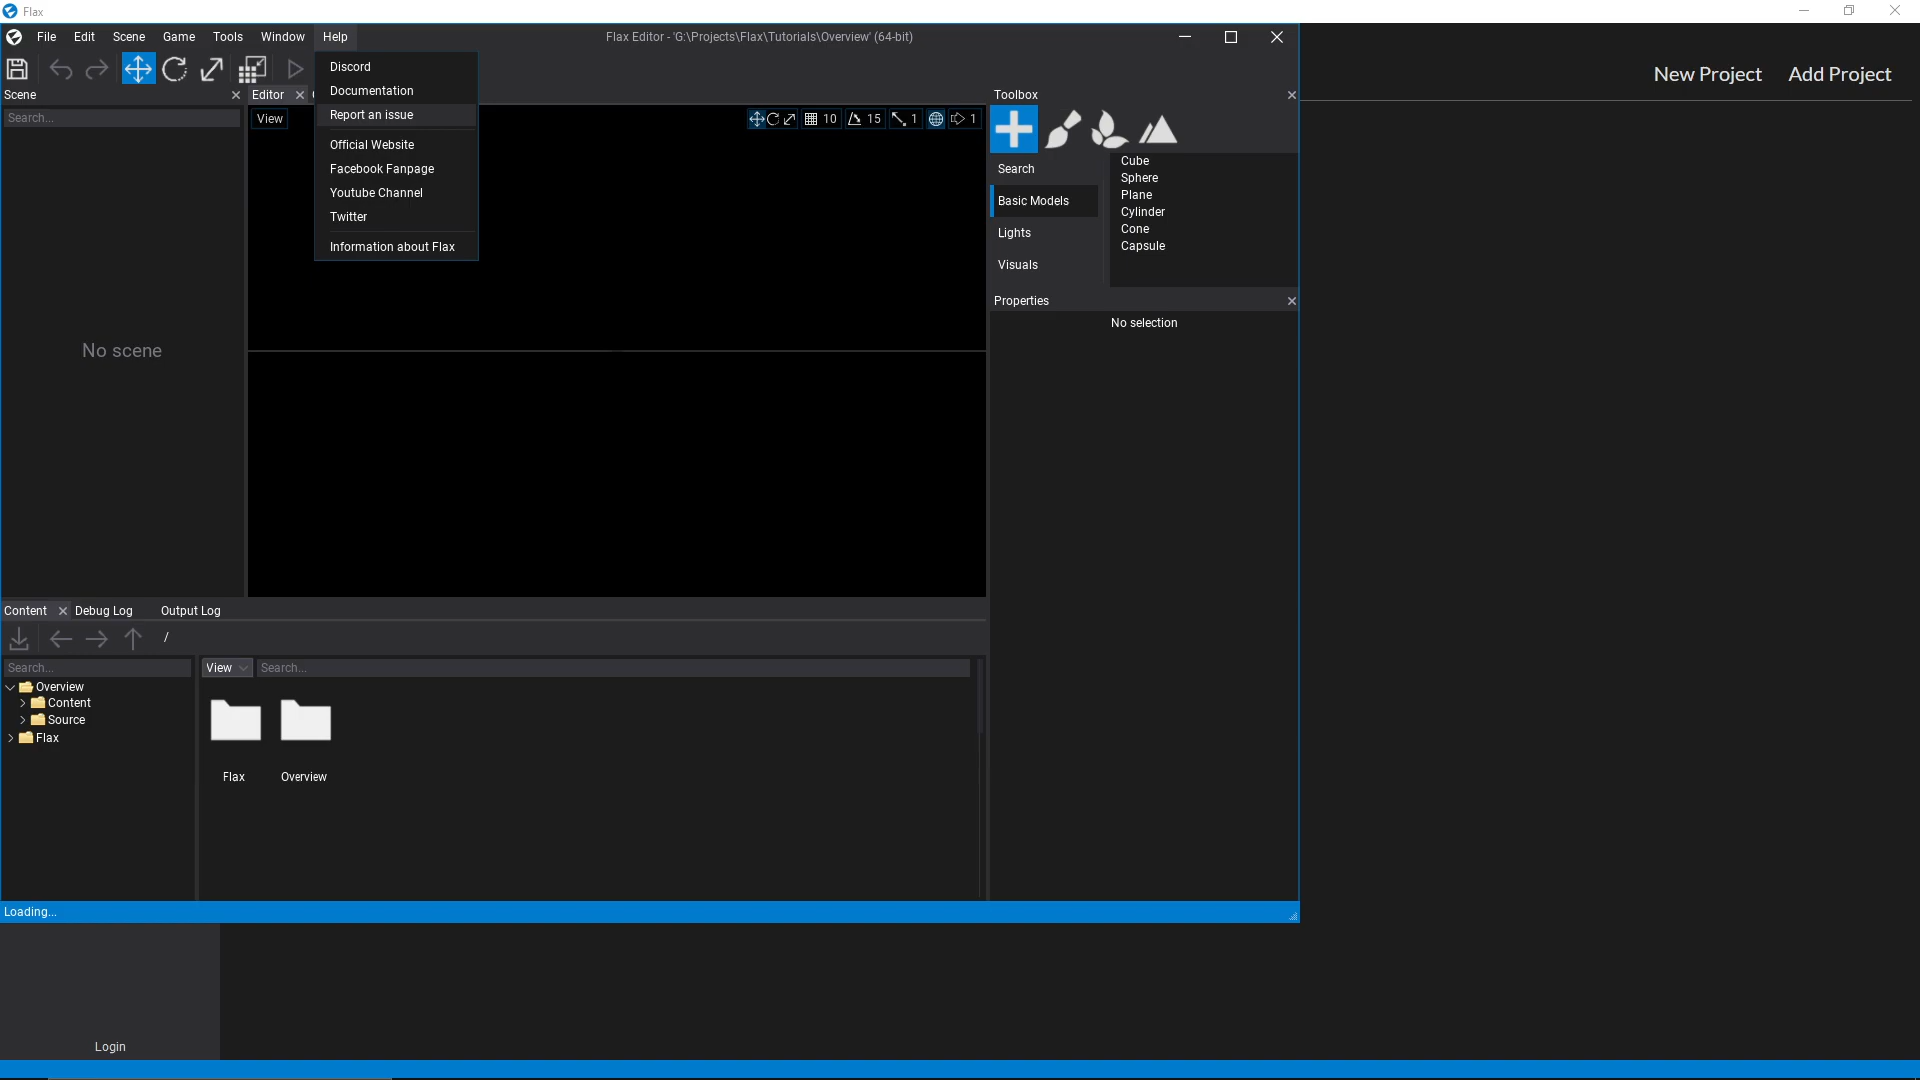 Flax
File Edit Scene Game Tools Window Help
Flax Editor - 'G:\Projects\Flax\Tutorials\Overview' (64-bit)
New Project Add Project
Scene
Search...
No scene
Editor
View
10 15 1 1
Discord
Documentation
Report an issue
Official Website
Facebook Fanpage
Youtube Channel
Twitter
Information about Flax
Toolbox
Search
Basic Models
Lights
Visuals
Cube
Sphere
Plane
Cylinder
Cone
Capsule
Properties
No selection
Content Debug Log Output Log
/
Search...
View Search...
Overview
Content
Source
Flax
Flax Overview
Loading...
Login